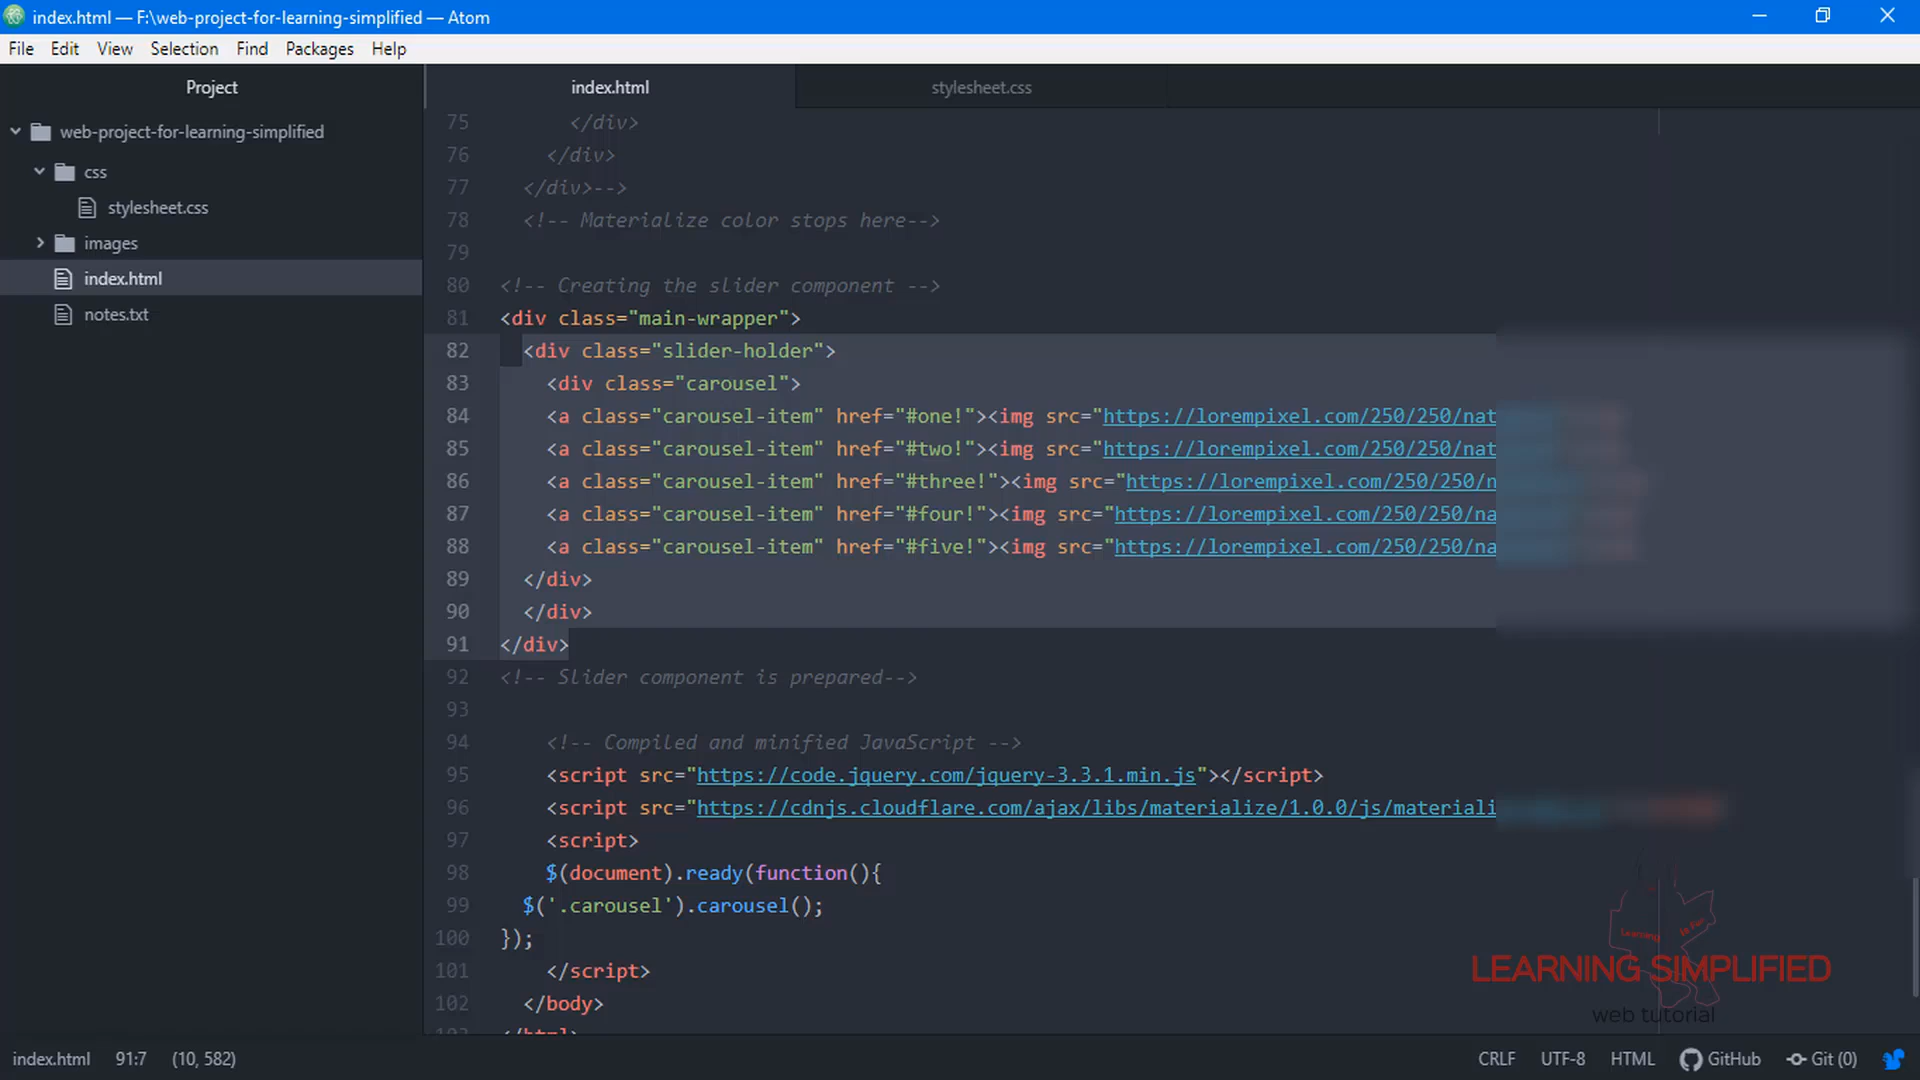 index.html — F:\web-project-for-learning-simplified — Atom
File Edit View Selection Find Packages Help
Project
web-project-for-learning-simplified
css
stylesheet.css
images
index.html
notes.txt
index.html stylesheet.css
75 </div>
76 </div>
77 </div>-->
78 <!-- Materialize color stops here-->
79
80 <!-- Creating the slider component -->
81 <div class="main-wrapper">
82 <div class="slider-holder">
83 <div class="carousel">
84 <a class="carousel-item" href="#one!"><img src="https://lorempixel.com/250/250/nat
85 <a class="carousel-item" href="#two!"><img src="https://lorempixel.com/250/250/nat
86 <a class="carousel-item" href="#three!"><img src="https://lorempixel.com/250/250/n
87 <a class="carousel-item" href="#four!"><img src="https://lorempixel.com/250/250/na
88 <a class="carousel-item" href="#five!"><img src="https://lorempixel.com/250/250/na
89 </div>
90 </div>
91 </div>
92 <!-- Slider component is prepared-->
93
94 <!-- Compiled and minified JavaScript -->
95 <script src="https://code.jquery.com/jquery-3.3.1.min.js"></script>
96 <script src="https://cdnjs.cloudflare.com/ajax/libs/materialize/1.0.0/js/materiali
97 <script>
98 $(document).ready(function(){
99 $('.carousel').carousel();
100 });
101 </script>
102 </body>
Learning is Fun
LEARNING SIMPLIFIED
web tutorial
index.html 91:7 (10, 582)
CRLF UTF-8 HTML GitHub Git (0)